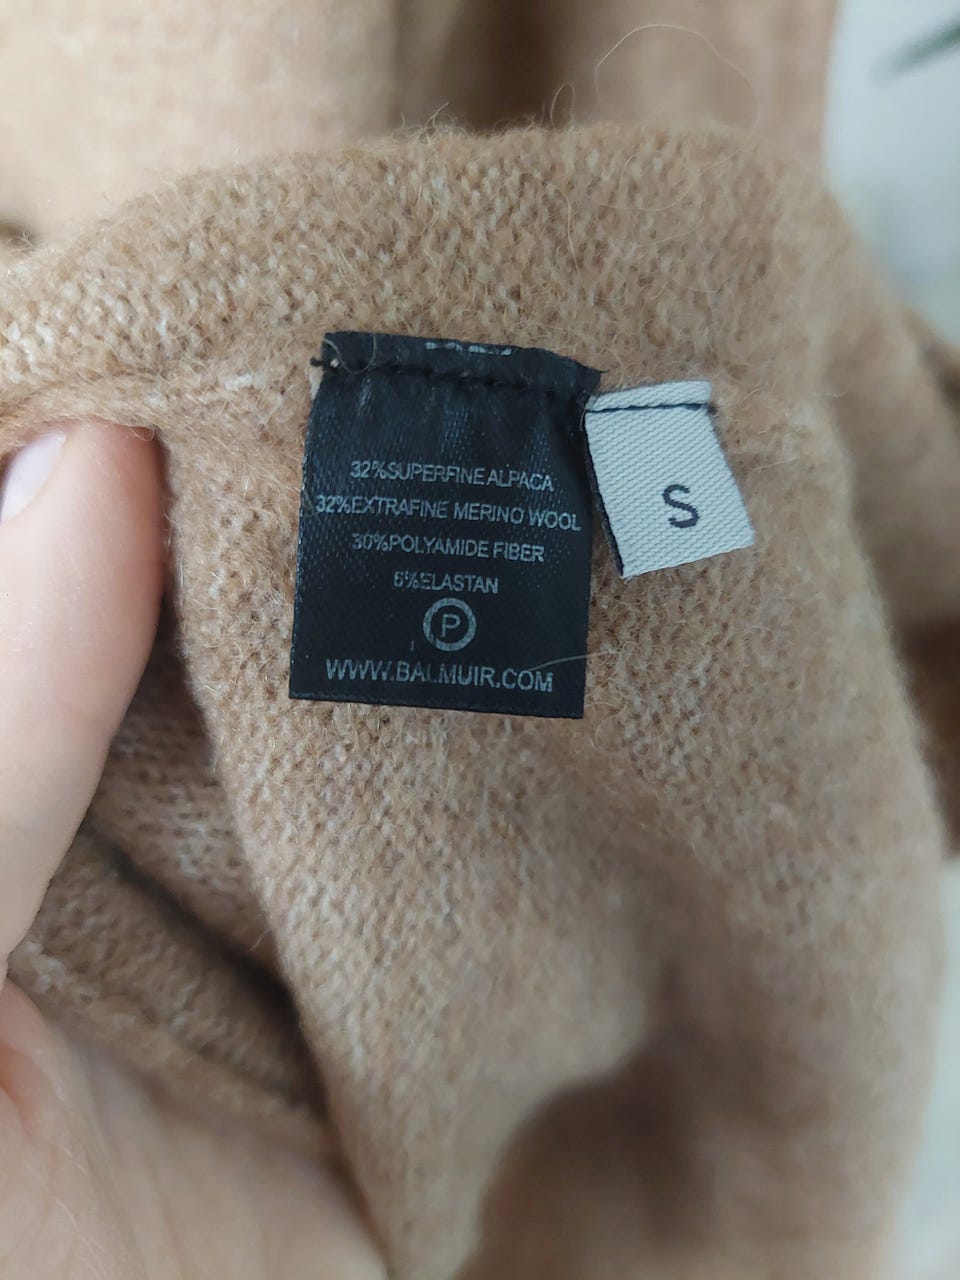 32%SUPERFINE ALPACA
32%EXTRAFINE MERINO WOOL
30%POLYAMIDE FIBER
6%ELASTAN
P
WWW.BALMUIR.COM
S